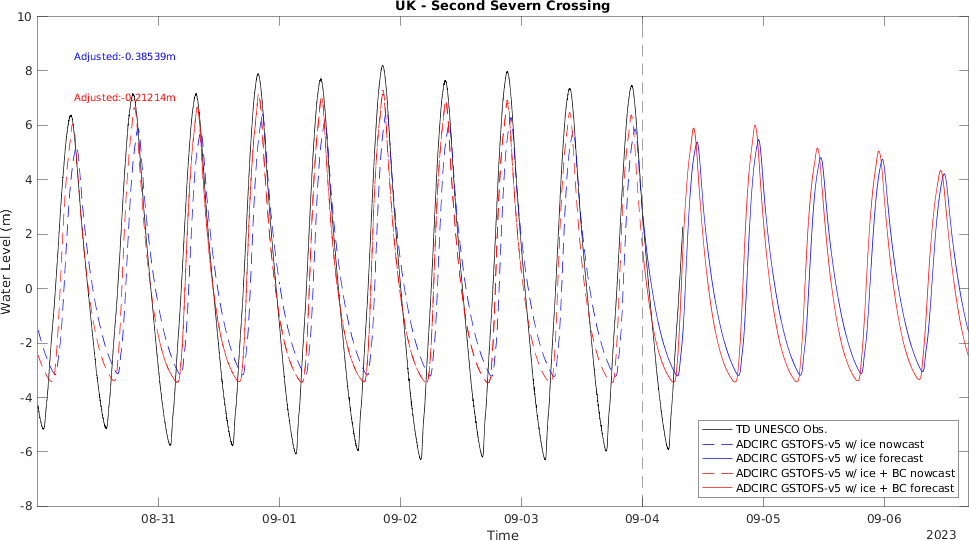 UK - Second Severn Crossing
10
8
6
4
2
0
-2
-4
-6
-8
Water Level (m)
Adjusted:-0.38539m
Adjusted:-0.21214m
TD UNESCO Obs.
ADCIRC GSTOFS-v5 w/ ice nowcast
ADCIRC GSTOFS-v5 w/ ice forecast
ADCIRC GSTOFS-v5 w/ ice + BC nowcast
ADCIRC GSTOFS-v5 w/ ice + BC forecast
08-31 09-01 09-02 09-03 09-04 09-05 09-06
Time
2023